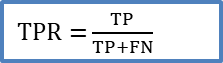 TPR = TP / TP+FN